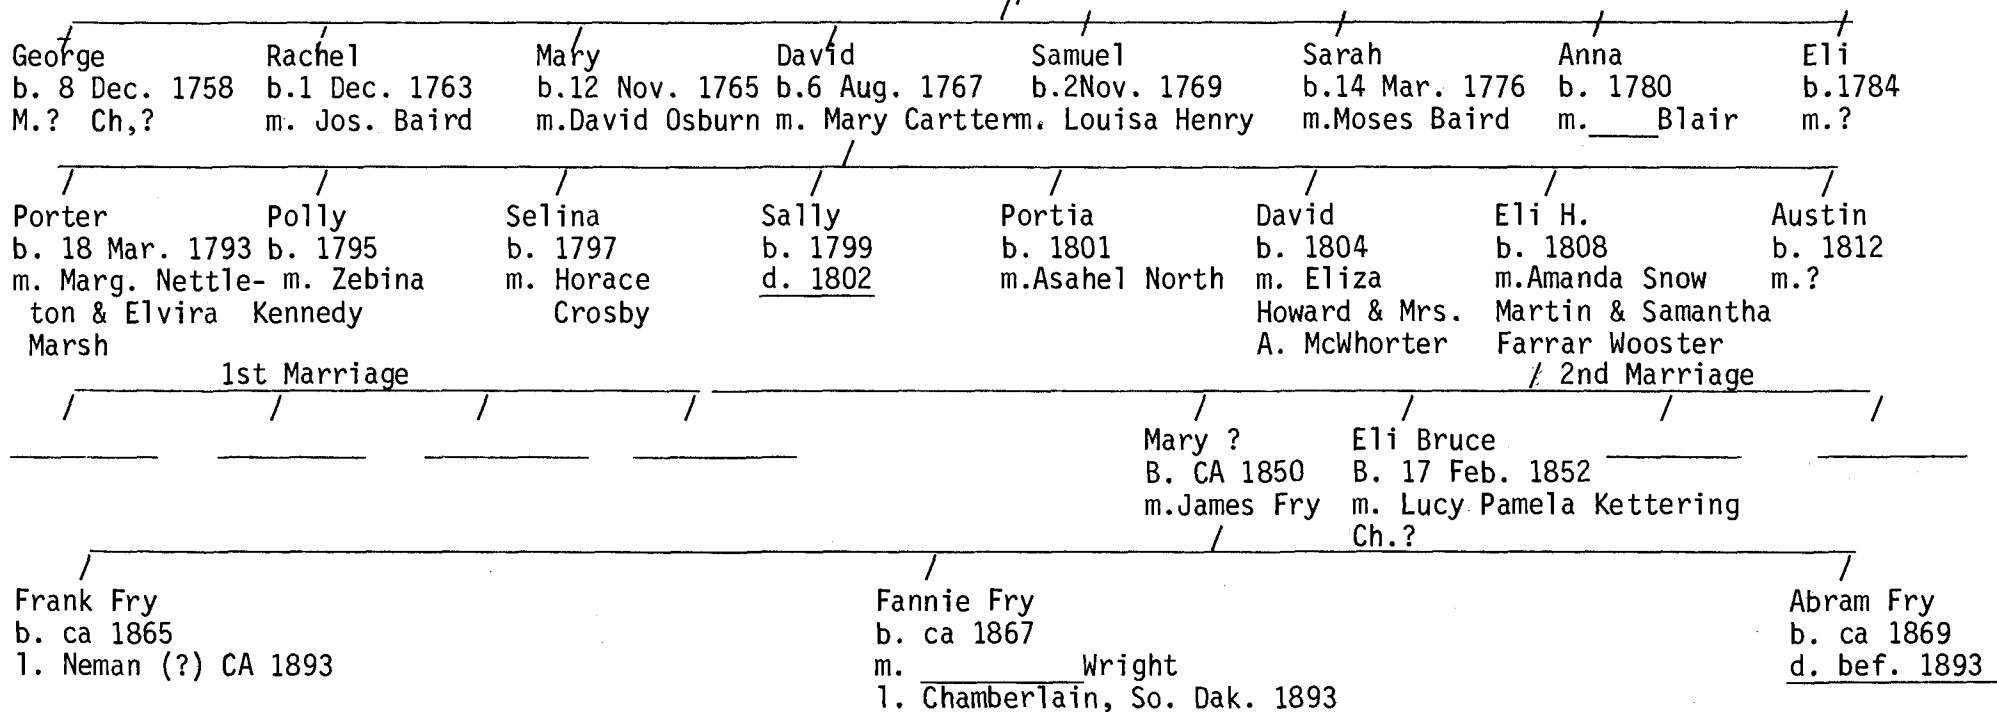 George Rachel Mary David Samuel Sarah Anna Eli
b. 8 Dec. 1758 b.1 Dec. 1763 b.12 Nov. 1765 b.6 Aug. 1767 b.2Nov. 1769 b.14 Mar. 1776 b. 1780 b.1784
M.? Ch,? m. Jos. Baird m.David Osburn m. Mary Cartterm. Louisa Henry m.Moses Baird m.____Blair m.?
Porter Polly Selina Sally Portia David Eli H. Austin
b. 18 Mar. 1793 b. 1795 b. 1797 b. 1799 b. 1801 b. 1804 b. 1808 b. 1812
m. Marg. Nettle- m. Zebina m. Horace d. 1802 m.Asahel North m. Eliza m.Amanda Snow m.?
ton & Elvira Kennedy Crosby Howard & Mrs. Martin & Samantha
Marsh A. McWhorter Farrar Wooster
1st Marriage 2nd Marriage
Mary ? Eli Bruce
B. CA 1850 B. 17 Feb. 1852
m.James Fry m. Lucy Pamela Kettering
Ch.?
Frank Fry Fannie Fry Abram Fry
b. ca 1865 b. ca 1867 b. ca 1869
l. Neman (?) CA 1893 m. ________Wright d. bef. 1893
l. Chamberlain, So. Dak. 1893